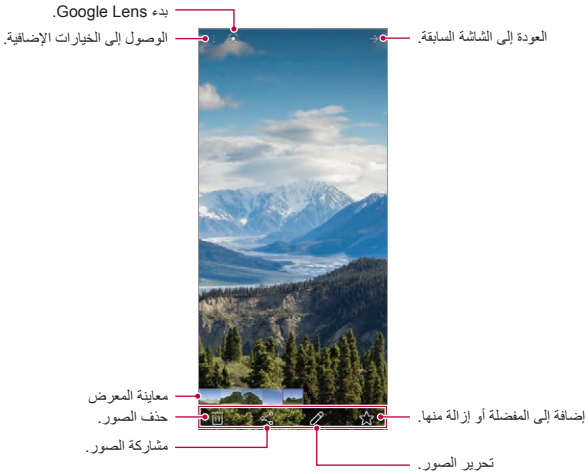 بدء Google Lens.
العودة إلى الشاشة السابقة.
الوصول إلى الخيارات الإضافية.
معاينة المعرض
إضافة إلى المفضلة أو إزالة منها.
حذف الصور.
مشاركة الصور.
تحرير الصور.